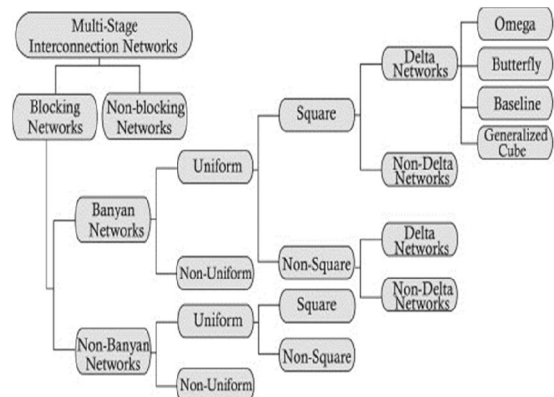 Multi-Stage
Interconnection Networks
Blocking
Networks
Non-blocking
Networks
Banyan
Networks
Non-Banyan
Networks
Uniform
Non-Uniform
Uniform
Non-Uniform
Square
Non-Square
Square
Non-Square
Delta
Networks
Non-Delta
Networks
Delta
Networks
Non-Delta
Networks
Omega
Butterfly
Baseline
Generalized
Cube